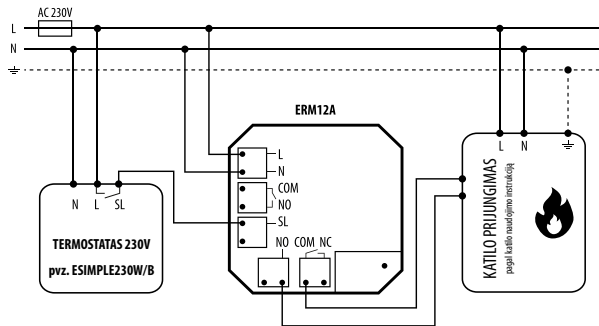 AC 230V
L
N
ERM12A
L
N
COM
NO
SL
NO COM NC
N L SL
TERMOSTATAS 230V
pvz. ESIMPLE230W/B
L N
KATILO PRIJUNGIMAS
pagal katilo naudojimo instrukciją